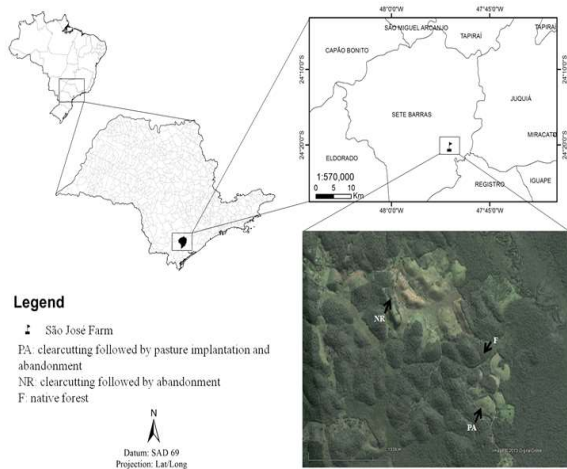 48°0'0"W
47°45'0"W
SÃO MIGUEL ARCANJO
TAPIRAÍ
TAPIRAÍ
CAPÃO BONITO
24°10'0"S
24°10'0"S
JUQUIÁ
SETE BARRAS
MIRACATU
24°20'0"S
24°20'0"S
ELDORADO
1:570,000
0 5 10
Km
REGISTRO
IGUAPE
48°0'0"W
47°45'0"W
NR
F
PA
Legend
São José Farm
PA: clearcutting followed by pasture implantation and
abandonment
NR: clearcutting followed by abandonment
F: native forest
N
Datum: SAD 69
Projection: Lat/Long